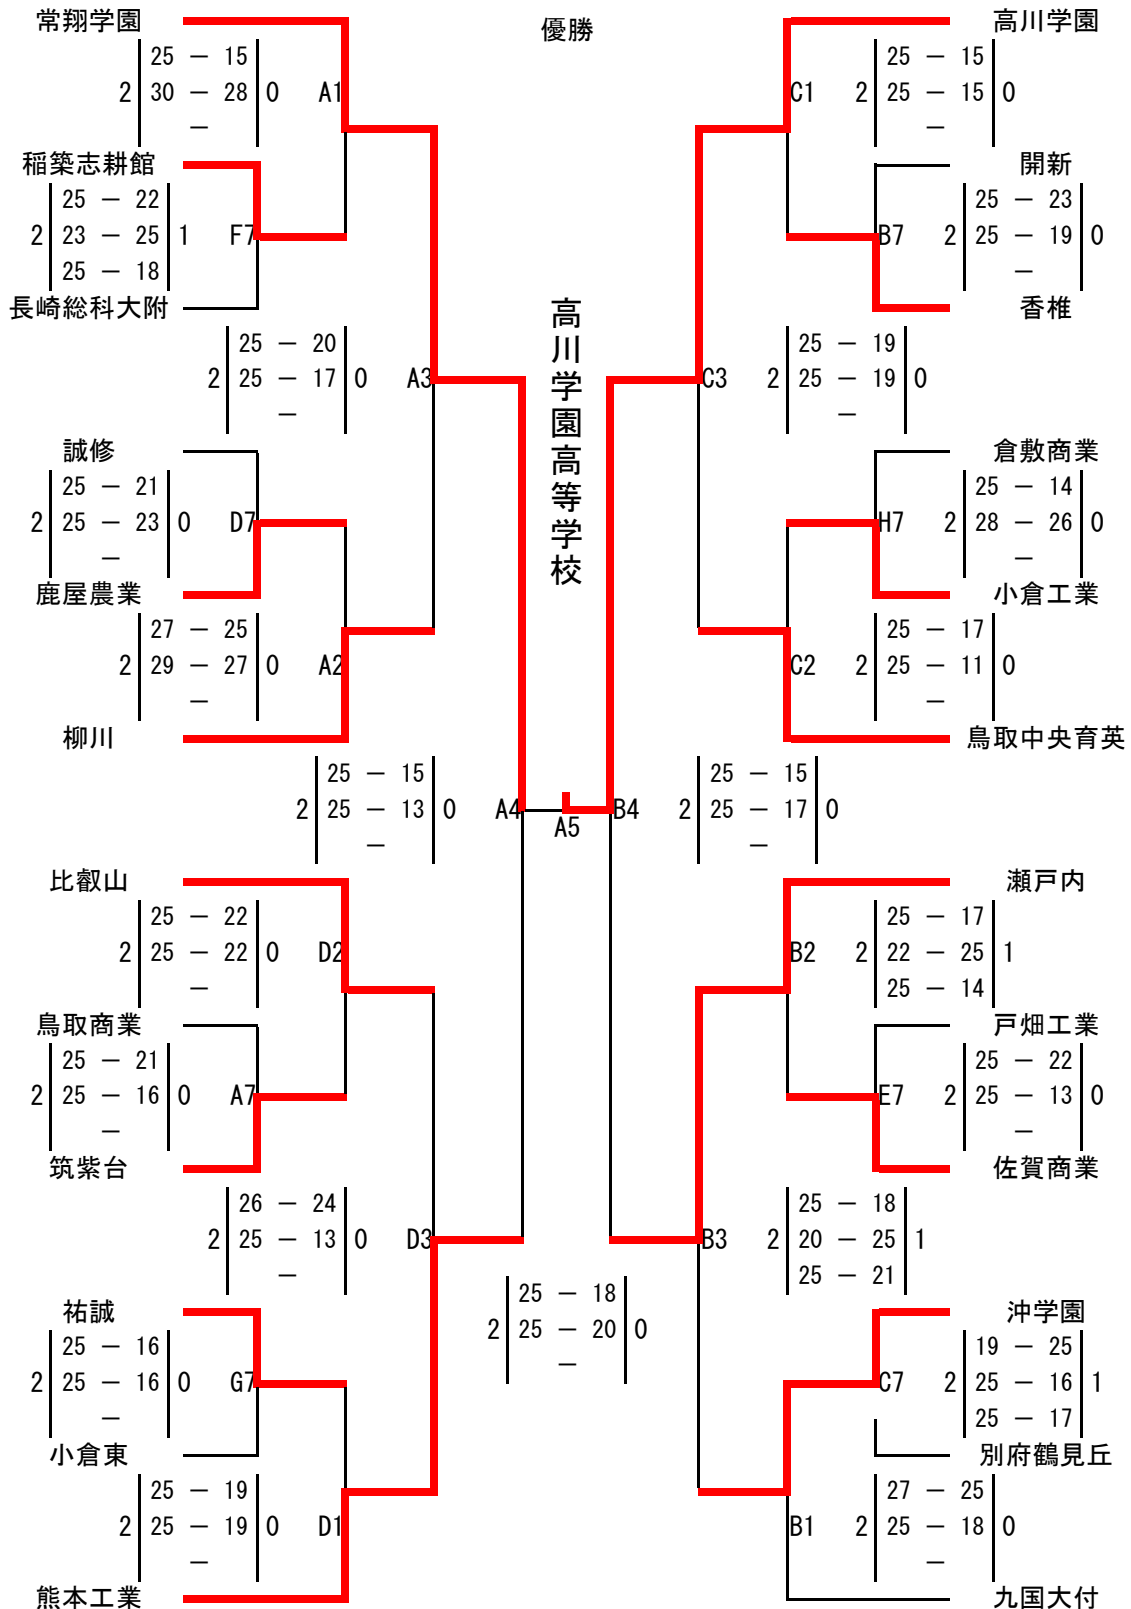 常翔学園
25 － 15
2 30 － 28 0 A1
－
稲築志耕館
25 － 22
2 23 － 25 1 F7
25 － 18
長崎総科大附
25 － 20
2 25 － 17 0 A3
－
誠修
25 － 21
2 25 － 23 0 D7
－
鹿屋農業
27 － 25
2 29 － 27 0 A2
－
柳川
25 － 15
2 25 － 13 0 A4
－
比叡山
25 － 22
2 25 － 22 0 D2
－
鳥取商業
25 － 21
2 25 － 16 0 A7
－
筑紫台
26 － 24
2 25 － 13 0 D3
－
祐誠
25 － 16
2 25 － 16 0 G7
－
小倉東
25 － 19
2 25 － 19 0 D1
－
熊本工業
優勝
高川学園高等学校
A5
25 － 18
2 25 － 20 0
－
高川学園
25 － 15
C1 2 25 － 15 0
－
開新
25 － 23
B7 2 25 － 19 0
－
香椎
25 － 19
C3 2 25 － 19 0
－
倉敷商業
25 － 14
H7 2 28 － 26 0
－
小倉工業
25 － 17
C2 2 25 － 11 0
－
鳥取中央育英
25 － 15
B4 2 25 － 17 0
－
瀬戸内
25 － 17
B2 2 22 － 25 1
25 － 14
戸畑工業
25 － 22
E7 2 25 － 13 0
－
佐賀商業
25 － 18
B3 2 20 － 25 1
25 － 21
沖学園
19 － 25
C7 2 25 － 16 1
25 － 17
別府鶴見丘
27 － 25
B1 2 25 － 18 0
－
九国大付